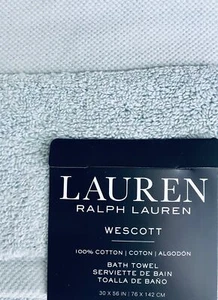 LAUREN
RALPH LAUREN
WESCOTT
100% COTTON | COTON | ALGODÓN
BATH TOWEL
SERVIETTE DE BAIN
TOALLA DE BAÑO
30 X 56 IN | 76 X 142 CM